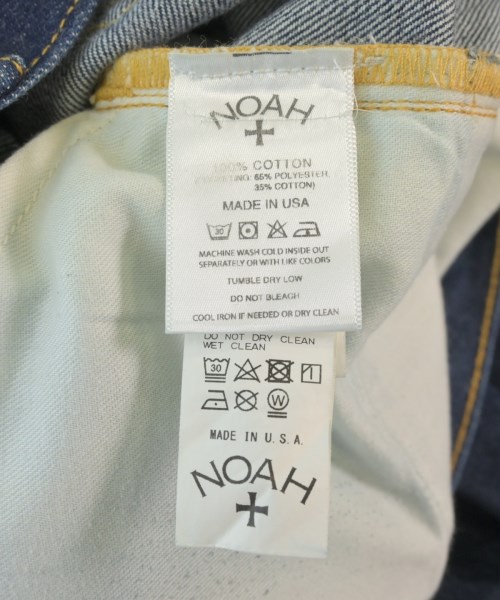 NOAH
100% COTTON
65% POLYESTER,
35% COTTON)
MADE IN USA
30
MACHINE WASH COLD INSIDE OUT
SEPARATELY OR WITH LIKE COLORS
TUMBLE DRY LOW
DO NOT BLEACH
COOL IRON IF NEEDED OR DRY CLEAN
DO NOT DRY CLEAN
WET CLEAN
30
W
MADE IN U.S.A.
NOAH